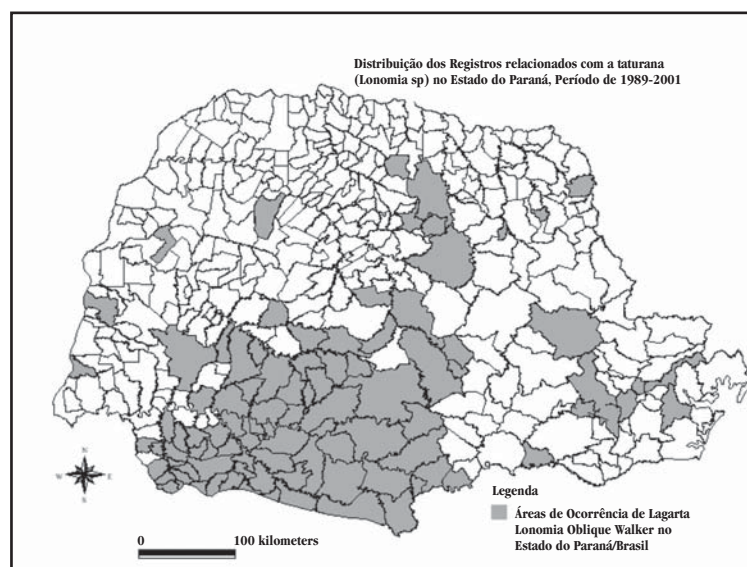 Distribuição dos Registros relacionados com a taturana
(Lonomia sp) no Estado do Paraná, Período de 1989-2001
N
W E
S
Legenda
Áreas de Ocorrência de Lagarta
Lonomia Oblique Walker no
Estado do Paraná/Brasil
0 100 kilometers